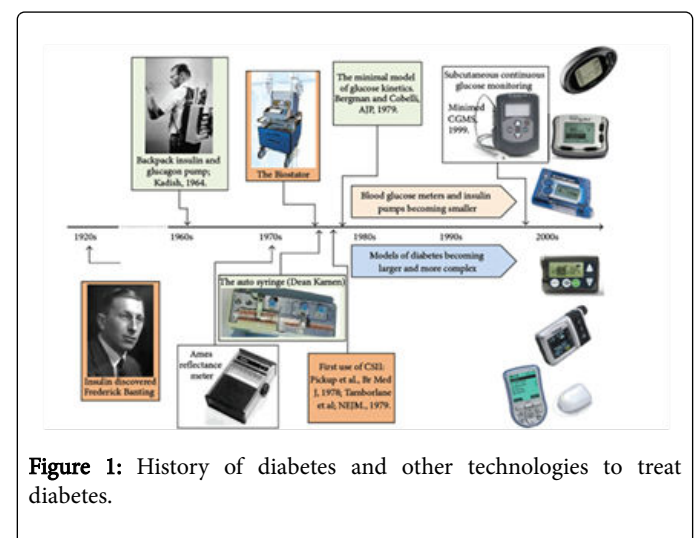 The minimal model
of glucose kinetics.
Bergman and Cobelli,
AJP, 1979.
Subcutaneous continuous
glucose monitoring
Minimed
CGMS,
1999.
Backpack insulin and
glucagon pump;
Kadish, 1964.
The Biostator
Blood glucose meters and insulin
pumps becoming smaller
1920s
1960s
1970s
1980s
1990s
2000s
Models of diabetes becoming
larger and more complex
The auto syringe (Dean Kamen)
Insulin discovered
Frederick Banting
Ames
reflectance
meter
First use of CSII:
Pickup et al., Br Med
J, 1978; Tamborlane
et al; NEJM., 1979.
Figure 1: History of diabetes and other technologies to treat
diabetes.